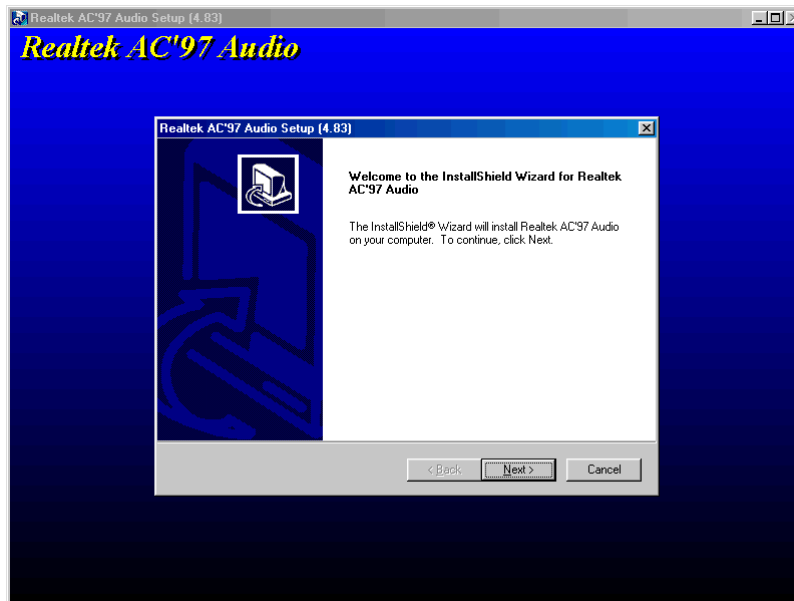 Realtek AC'97 Audio Setup (4.83)
Realtek AC'97 Audio
Realtek AC'97 Audio Setup (4.83)
Welcome to the InstallShield Wizard for Realtek
AC'97 Audio
The InstallShield® Wizard will install Realtek AC'97 Audio
on your computer. To continue, click Next.
< Back
Next >
Cancel